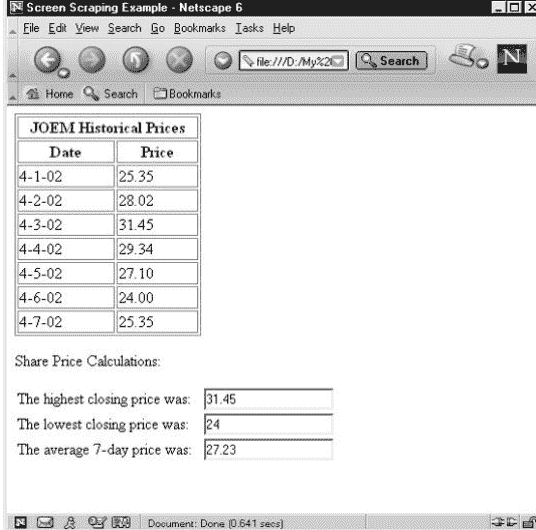 N Screen Scraping Example - Netscape 6
File Edit View Search Go Bookmarks Tasks Help
file:///D:/My%2 Search N
Home Search Bookmarks
JOEM Historical Prices
Date Price
4-1-02 25.35
4-2-02 28.02
4-3-02 31.45
4-4-02 29.34
4-5-02 27.10
4-6-02 24.00
4-7-02 25.35
Share Price Calculations:
The highest closing price was: 31.45
The lowest closing price was: 24
The average 7-day price was: 27.23
N Document: Done (0.641 secs)